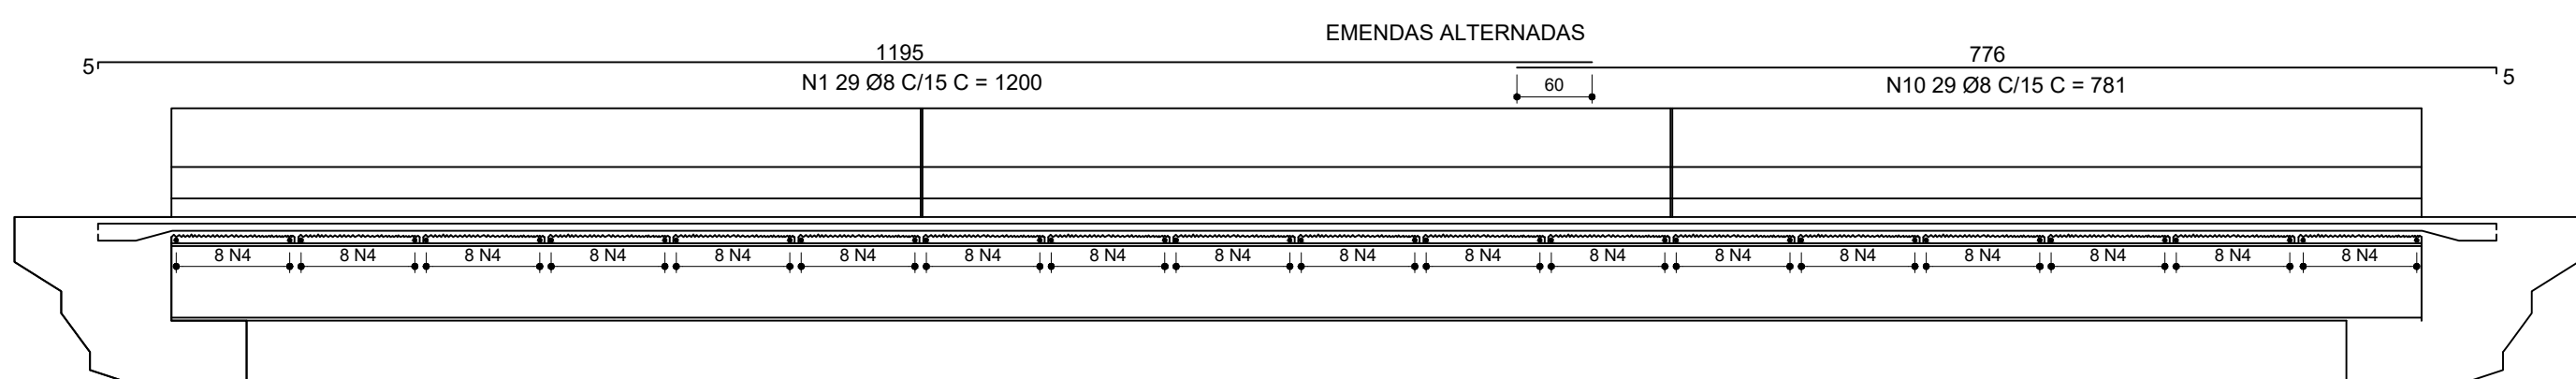 EMENDAS ALTERNADAS
1195
776
5
5
N1 29 Ø8 C/15 C = 1200
60
N10 29 Ø8 C/15 C = 781
8 N4 8 N4 8 N4 8 N4 8 N4 8 N4 8 N4 8 N4 8 N4 8 N4 8 N4 8 N4 8 N4 8 N4 8 N4 8 N4 8 N4 8 N4